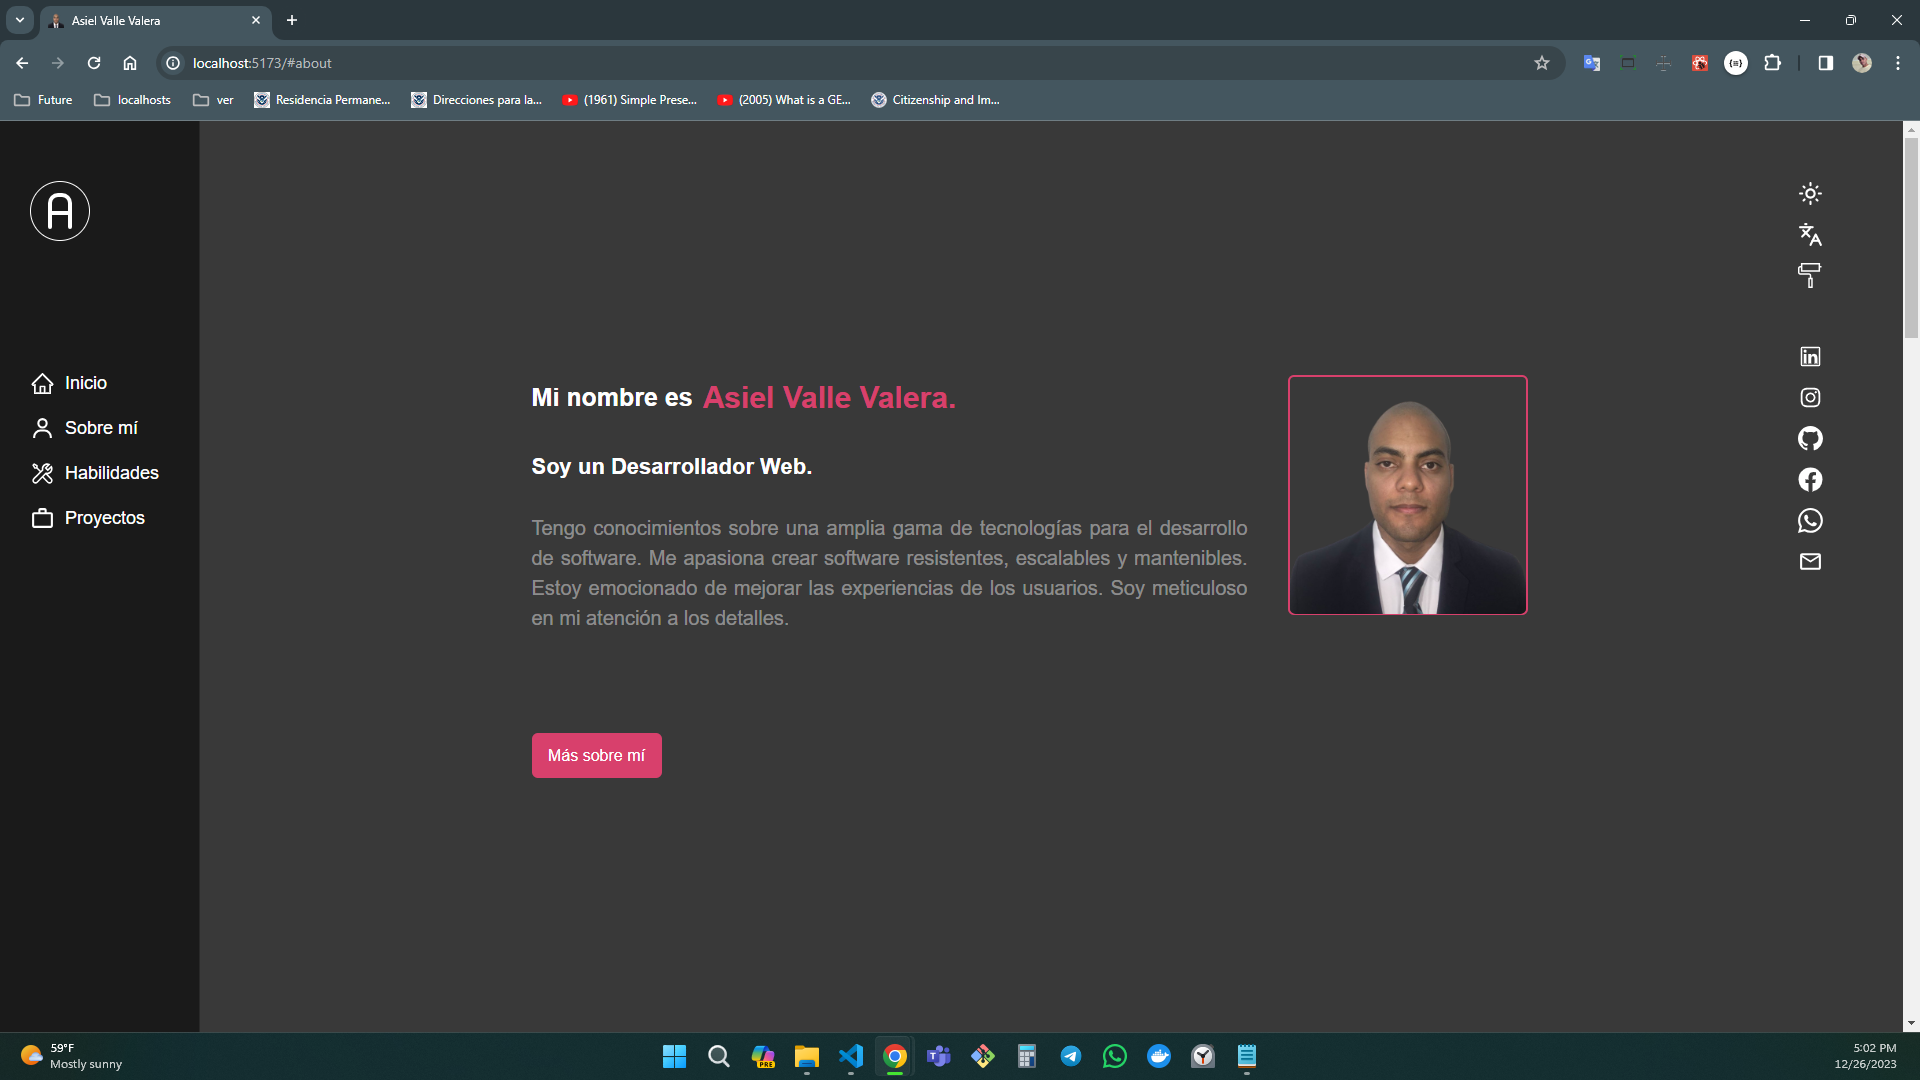 Asiel Valle Valera
localhost:5173/#about
Future
localhosts
ver
Residencia Permane...
Direcciones para la...
(1961) Simple Prese...
(2005) What is a GE...
Citizenship and Im...
A
Inicio
Sobre mí
Habilidades
Proyectos
Mi nombre es Asiel Valle Valera.
Soy un Desarrollador Web.
Tengo conocimientos sobre una amplia gama de tecnologías para el desarrollo
de software. Me apasiona crear software resistentes, escalables y mantenibles.
Estoy emocionado de mejorar las experiencias de los usuarios. Soy meticuloso
en mi atención a los detalles.
Más sobre mí
59°F
Mostly sunny
PRE
5:02 PM
12/26/2023